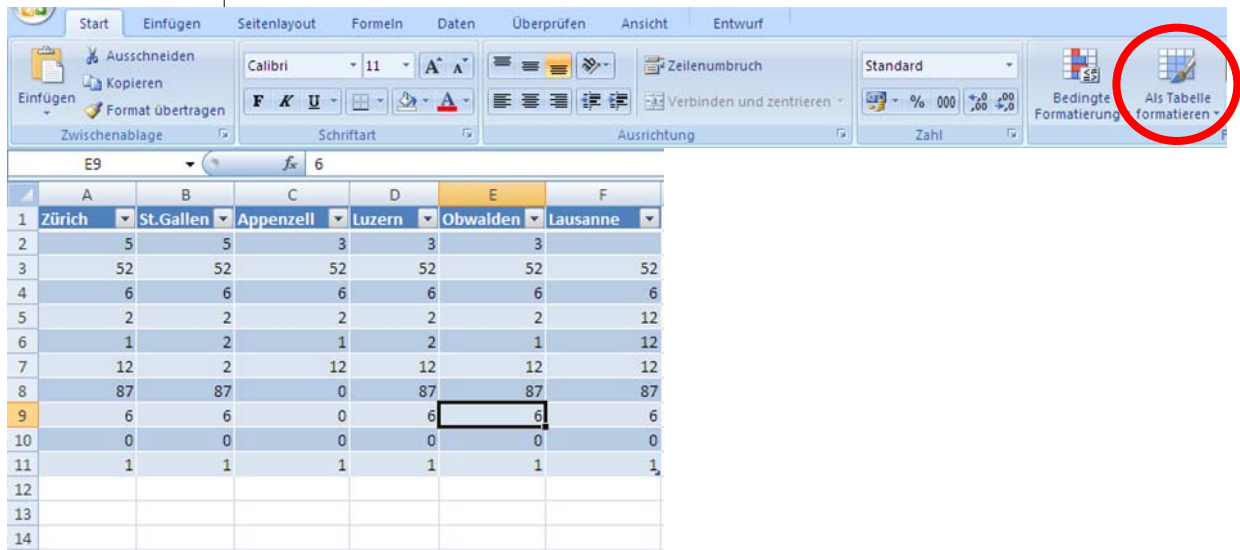 Start Einfügen Seitenlayout Formeln Daten Überprüfen Ansicht Entwurf
Einfügen
Ausschneiden
Kopieren
Format übertragen
Zwischenablage
Calibri 11 A A
F K U A
Schriftart
Zeilenumbruch
Verbinden und zentrieren
Ausrichtung
Standard
% 000 ,0 ,00 ,00 ,0
Zahl
Bedingte
Formatierung
Als Tabelle
formatieren
E9 fx 6
A B C D E F
1 Zürich St.Gallen Appenzell Luzern Obwalden Lausanne
2 5 5 3 3 3
3 52 52 52 52 52 52
4 6 6 6 6 6 6
5 2 2 2 2 2 12
6 1 2 1 2 1 12
7 12 2 12 12 12 12
8 87 87 0 87 87 87
9 6 6 0 6 6 6
10 0 0 0 0 0 0
11 1 1 1 1 1 1
12
13
14